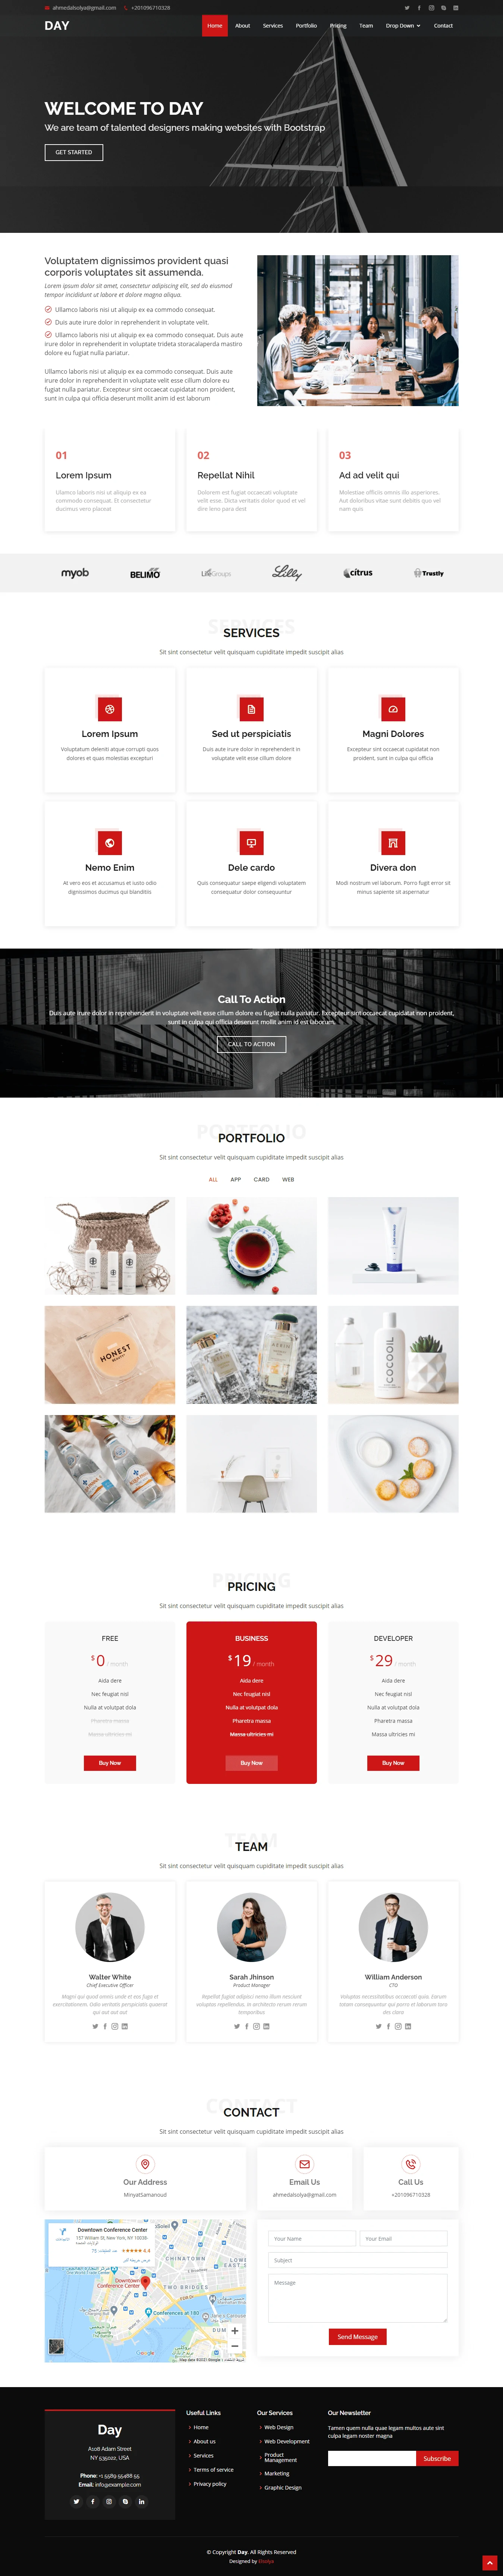 ahmedalsolya@gmail.com +201096710328
DAY
Home About Services Portfolio Pricing Team Drop Down Contact
WELCOME TO DAY
We are team of talented designers making websites with Bootstrap
GET STARTED
Voluptatem dignissimos provident quasi
corporis voluptates sit assumenda.
Lorem ipsum dolor sit amet, consectetur adipiscing elit, sed do eiusmod
tempor incididunt ut labore et dolore magna aliqua.
Ullamco laboris nisi ut aliquip ex ea commodo consequat.
Duis aute irure dolor in reprehenderit in voluptate velit.
Ullamco laboris nisi ut aliquip ex ea commodo consequat. Duis aute
irure dolor in reprehenderit in voluptate trideta storacalaperda mastiro
dolore eu fugiat nulla pariatur.
Ullamco laboris nisi ut aliquip ex ea commodo consequat. Duis aute
irure dolor in reprehenderit in voluptate velit esse cillum dolore eu
fugiat nulla pariatur. Excepteur sint occaecat cupidatat non proident,
sunt in culpa qui officia deserunt mollit anim id est laborum
01
Lorem Ipsum
Ulamco laboris nisi ut aliquip ex ea
commodo consequat. Et consectetur
ducimus vero placeat
02
Repellat Nihil
Dolorem est fugiat occaecati voluptate
velit esse. Dicta veritatis dolor quod et vel
dire leno para dest
03
Ad ad velit qui
Molestiae officiis omnis illo asperiores.
Aut doloribus vitae sunt debitis quo vel
nam quis
myob BELIMO LifeGroups Lilly citrus Trustly
SERVICES
SERVICES
Sit sint consectetur velit quisquam cupiditate impedit suscipit alias
Lorem Ipsum
Voluptatum deleniti atque corrupti quos
dolores et quas molestias excepturi
Sed ut perspiciatis
Duis aute irure dolor in reprehenderit in
voluptate velit esse cillum dolore
Magni Dolores
Excepteur sint occaecat cupidatat non
proident, sunt in culpa qui officia
Nemo Enim
At vero eos et accusamus et iusto odio
dignissimos ducimus qui blanditiis
Dele cardo
Quis consequatur saepe eligendi voluptatem
consequatur dolor consequuntur
Divera don
Modi nostrum vel laborum. Porro fugit error sit
minus sapiente sit aspernatur
Call To Action
Duis aute irure dolor in reprehenderit in voluptate velit esse cillum dolore eu fugiat nulla pariatur. Excepteur sint occaecat cupidatat non proident,
sunt in culpa qui officia deserunt mollit anim id est laborum.
CALL TO ACTION
PORTFOLIO
PORTFOLIO
Sit sint consectetur velit quisquam cupiditate impedit suscipit alias
ALL APP CARD WEB
HONEST
BEAUTY
COCOOIL
PRICING
PRICING
Sit sint consectetur velit quisquam cupiditate impedit suscipit alias
FREE
$0 / month
Aida dere
Nec feugiat nisl
Nulla at volutpat dola
Pharetra massa
Massa ultricies mi
Buy Now
BUSINESS
$19 / month
Aida dere
Nec feugiat nisl
Nulla at volutpat dola
Pharetra massa
Massa ultricies mi
Buy Now
DEVELOPER
$29 / month
Aida dere
Nec feugiat nisl
Nulla at volutpat dola
Pharetra massa
Massa ultricies mi
Buy Now
TEAM
TEAM
Sit sint consectetur velit quisquam cupiditate impedit suscipit alias
Walter White
Chief Executive Officer
Magni qui quod omnis unde et eos fuga et
exercitationem. Odio veritatis perspiciatis quaerat
qui aut aut aut
Sarah Jhinson
Product Manager
Repellat fugiat adipisci nemo illum nesciunt
voluptas repellendus. In architecto rerum rerum
temporibus
William Anderson
CTO
Voluptas necessitatibus occaecati quia. Earum
totam consequuntur qui porro et laborum toro
des clara
CONTACT
CONTACT
Sit sint consectetur velit quisquam cupiditate impedit suscipit alias
Our Address
MinyatSamanoud
Email Us
ahmedalsolya@gmail.com
Call Us
+201096710328
Downtown Conference Center
157 William St, New York, NY 10038
4.4
CHINATOWN
TWO BRIDGES
Downtown
Conference Center
Conferences at 180
DUM
Google
Your Name Your Email
Subject
Message
Send Message
Day
A108 Adam Street
NY 535022, USA
Phone: +1 5589 55488 55
Email: info@example.com
Useful Links
Home
About us
Services
Terms of service
Privacy policy
Our Services
Web Design
Web Development
Product
Management
Marketing
Graphic Design
Our Newsletter
Tamen quem nulla quae legam multos aute sint
culpa legam noster magna
Subscribe
© Copyright Day. All Rights Reserved
Designed by